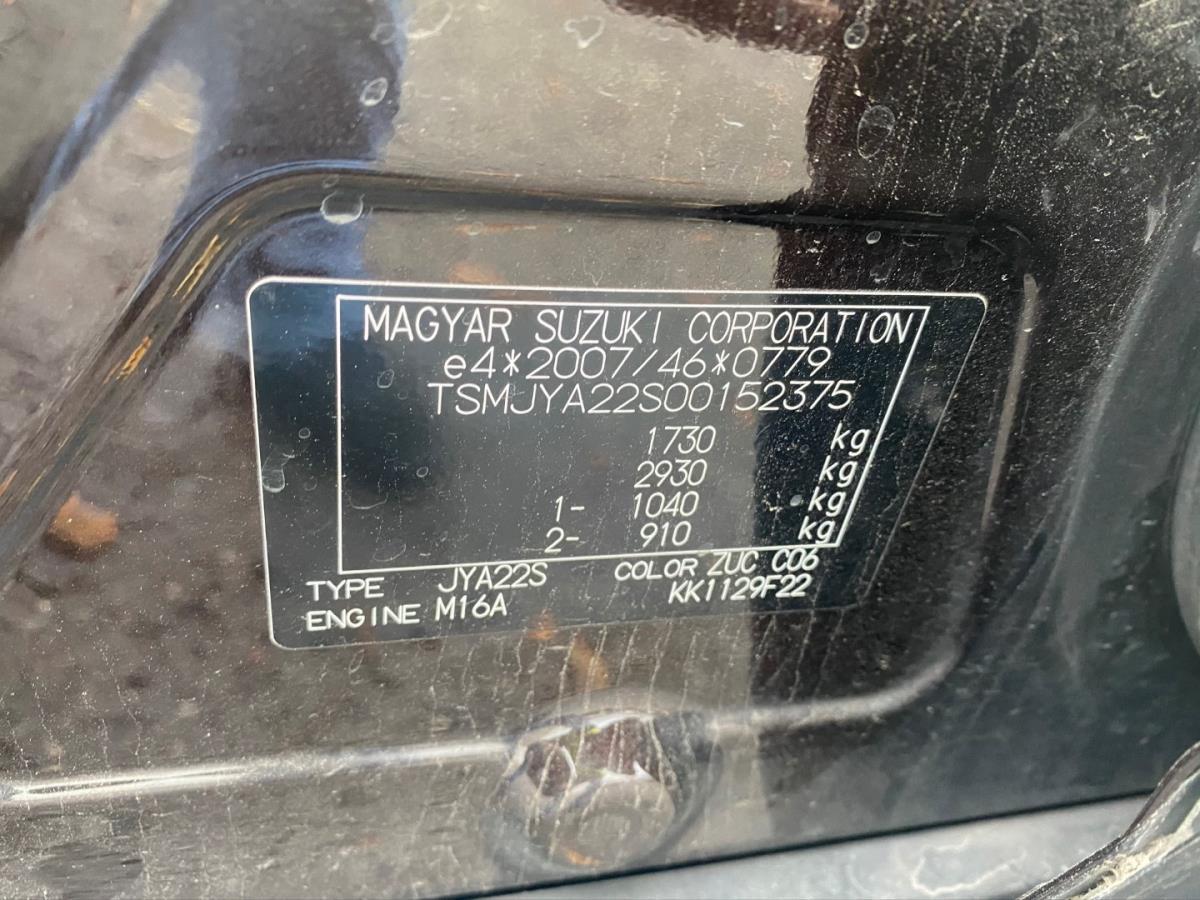 MAGYAR SUZUKI CORPORATION
e4*2007/46*0779
TSMJYA22S00152375
1730 kg
2930 kg
1- 1040 kg
2- 910 kg
TYPE JYA22S COLOR ZUC C06
ENGINE M16A KK1129F22